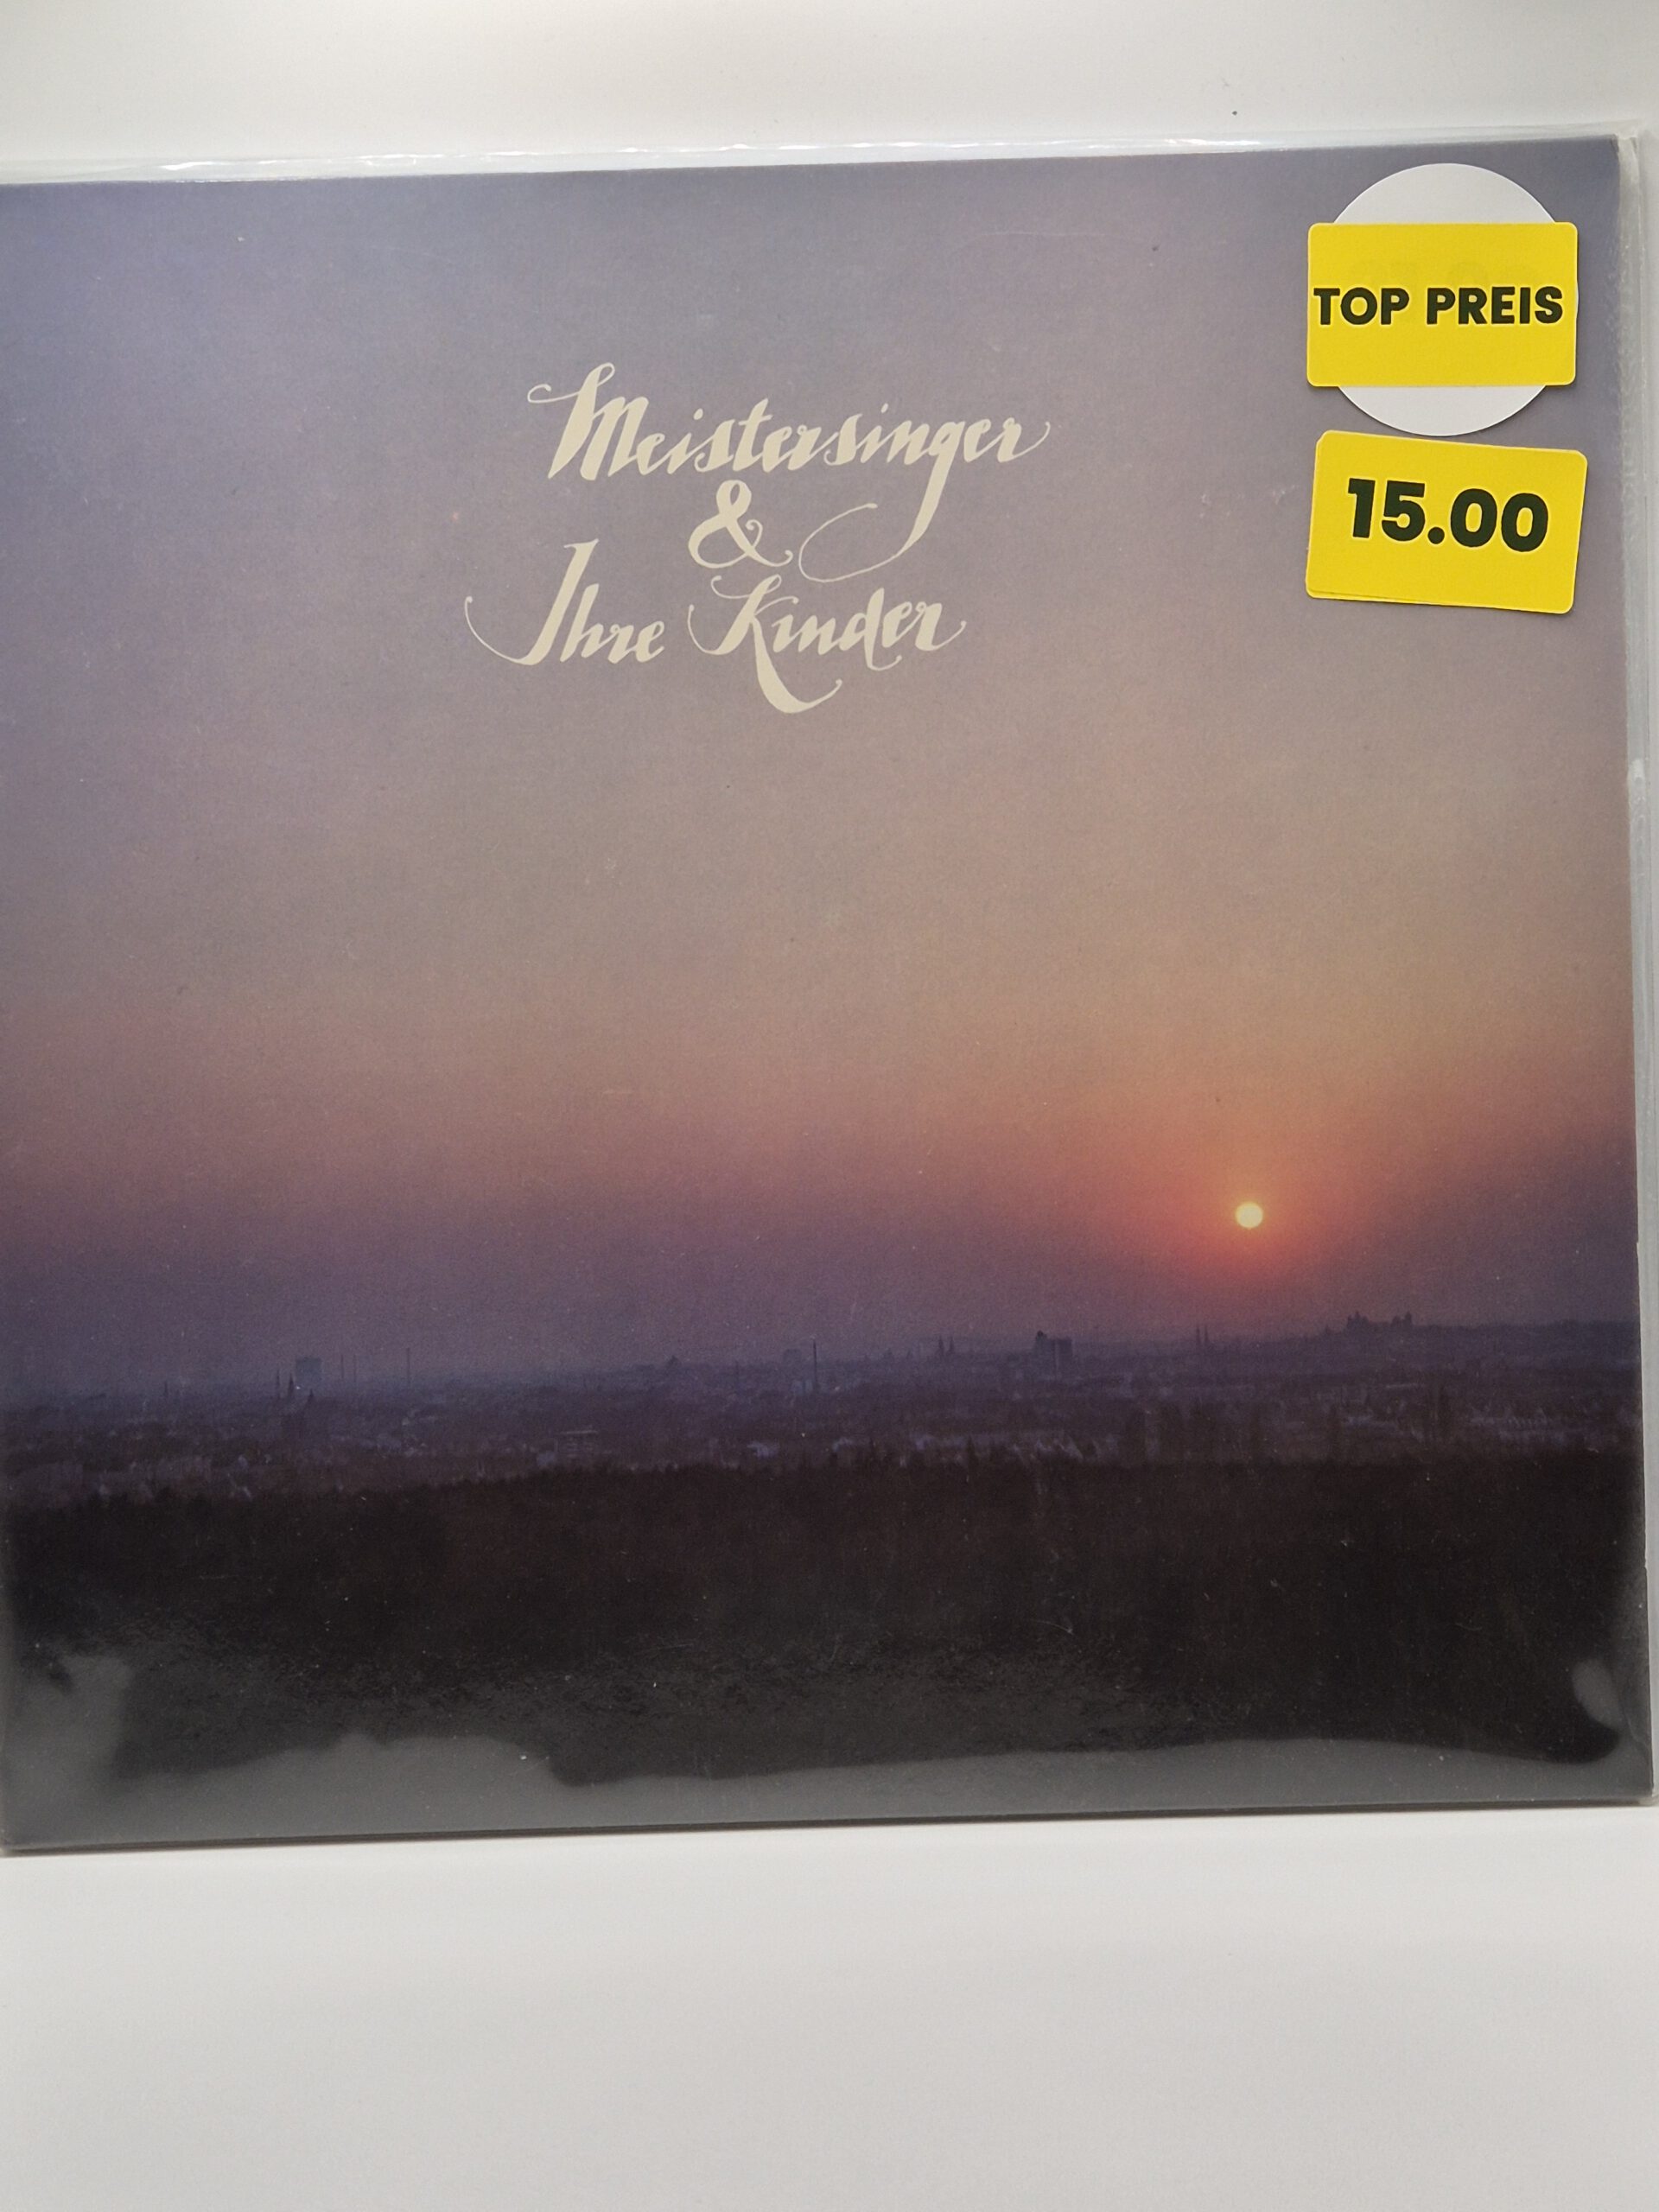 Meistersinger
&
Ihre Kinder
TOP PREIS
15.00